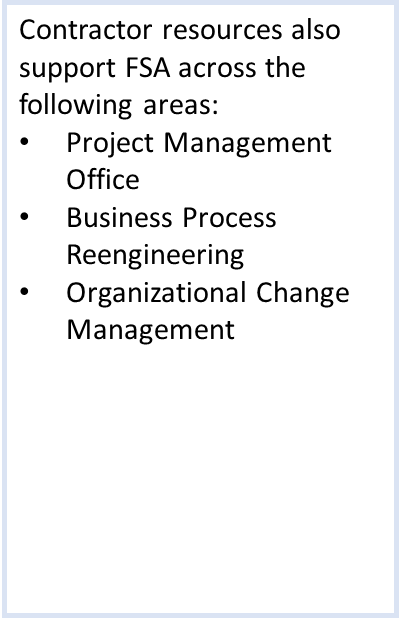 Contractor resources also
support FSA across the
following areas:
• Project Management
Office
• Business Process
Reengineering
• Organizational Change
Management